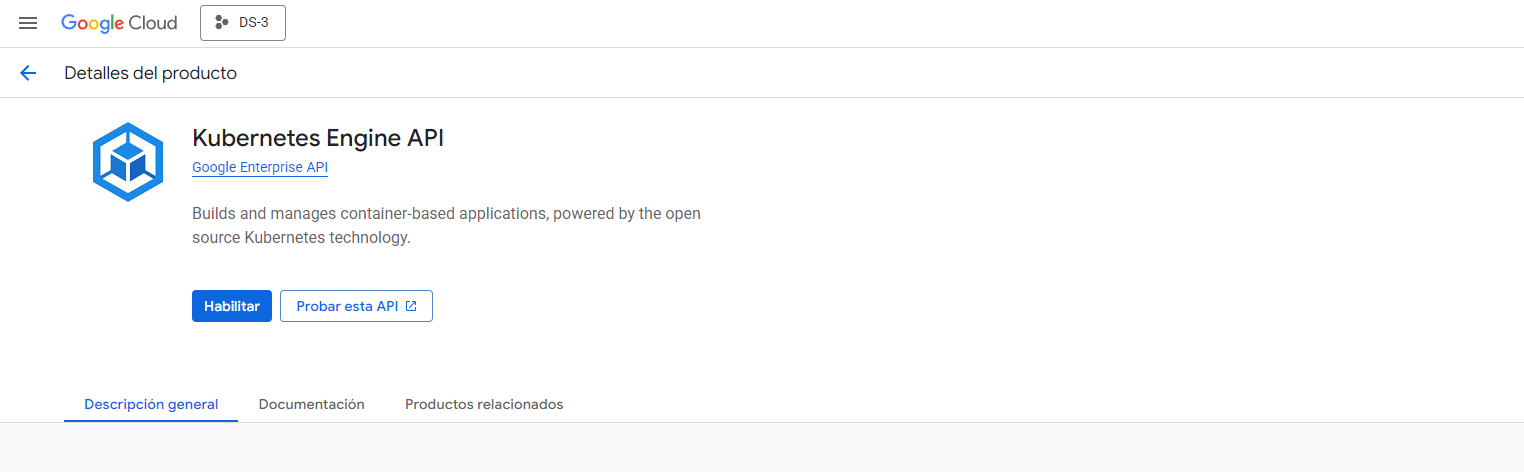 Google Cloud DS-3
Detalles del producto
Kubernetes Engine API
Google Enterprise API
Builds and manages container-based applications, powered by the open
source Kubernetes technology.
Habilitar Probar esta API
Descripción general Documentación Productos relacionados